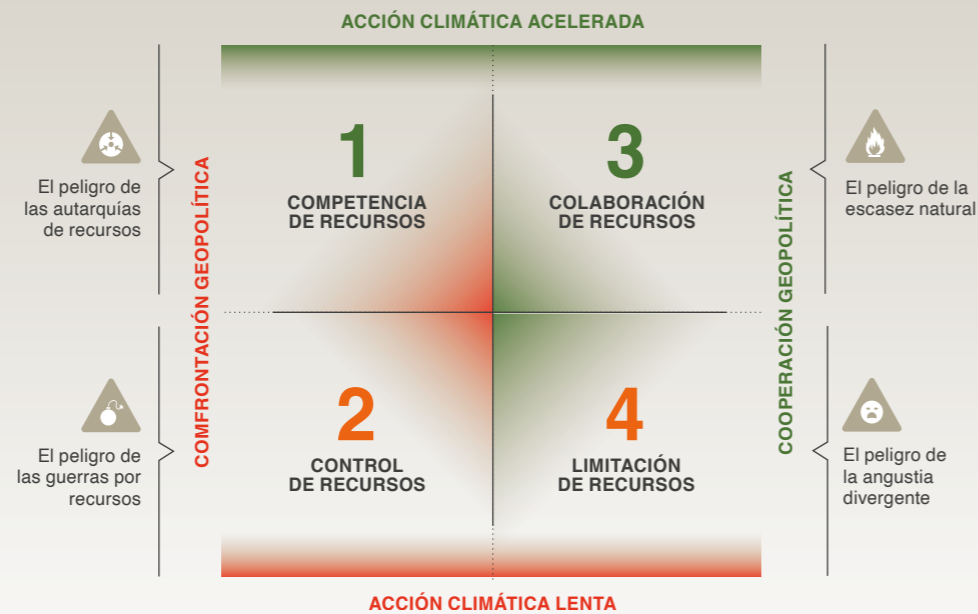 ACCIÓN CLIMÁTICA ACELERADA
El peligro de
las autarquías
de recursos
COMFRONTACIÓN GEOPOLÍTICA
1
COMPETENCIA
DE RECURSOS
3
COLABORACIÓN
DE RECURSOS
COOPERACIÓN GEOPOLÍTICA
El peligro de la
escasez natural
El peligro de
las guerras por
recursos
2
CONTROL
DE RECURSOS
4
LIMITACIÓN
DE RECURSOS
El peligro de
la angustia
divergente
ACCIÓN CLIMÁTICA LENTA